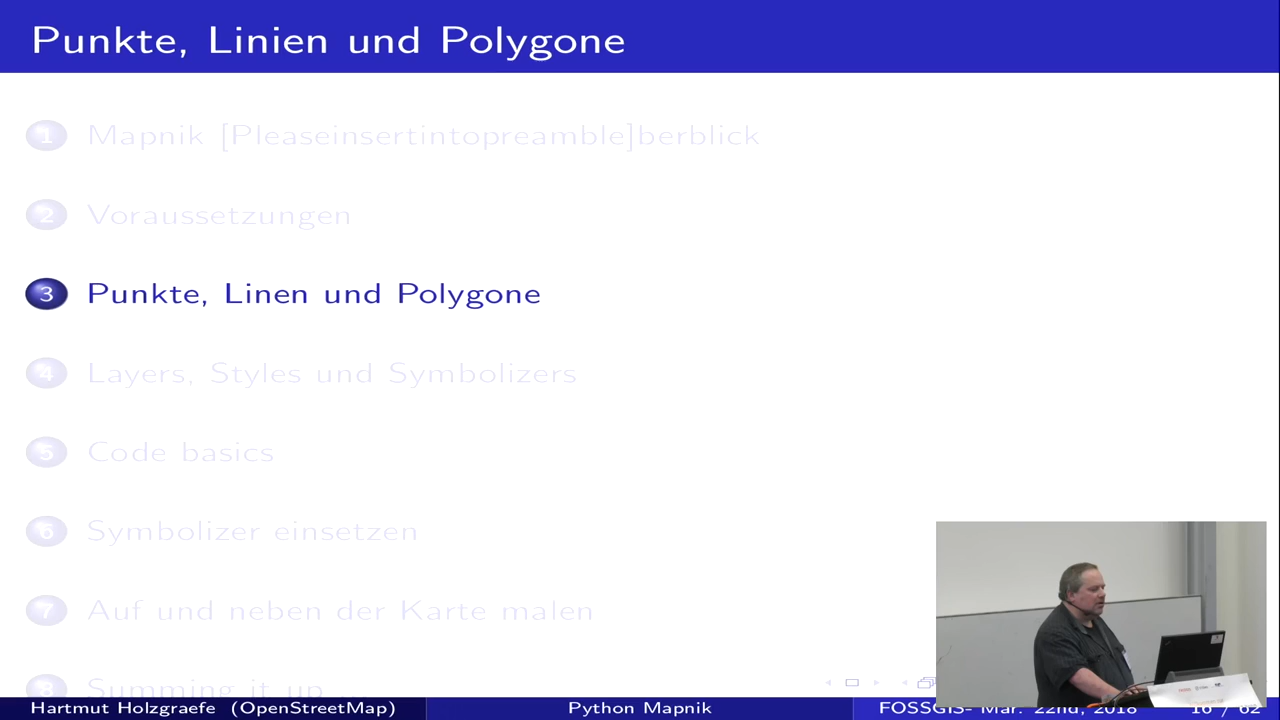 Punkte, Linien und Polygone
1 Mapnik [Pleaseinsertintopreamble]berblick
2 Voraussetzungen
3 Punkte, Linen und Polygone
4 Layers, Styles und Symbolizers
5 Code basics
6 Symbolizer einsetzen
7 Auf und neben der Karte malen
8 Summing it up ...
Hartmut Holzgraefe (OpenStreetMap) Python Mapnik FOSSGIS- Mar. 22nd, 2018 16 / 62